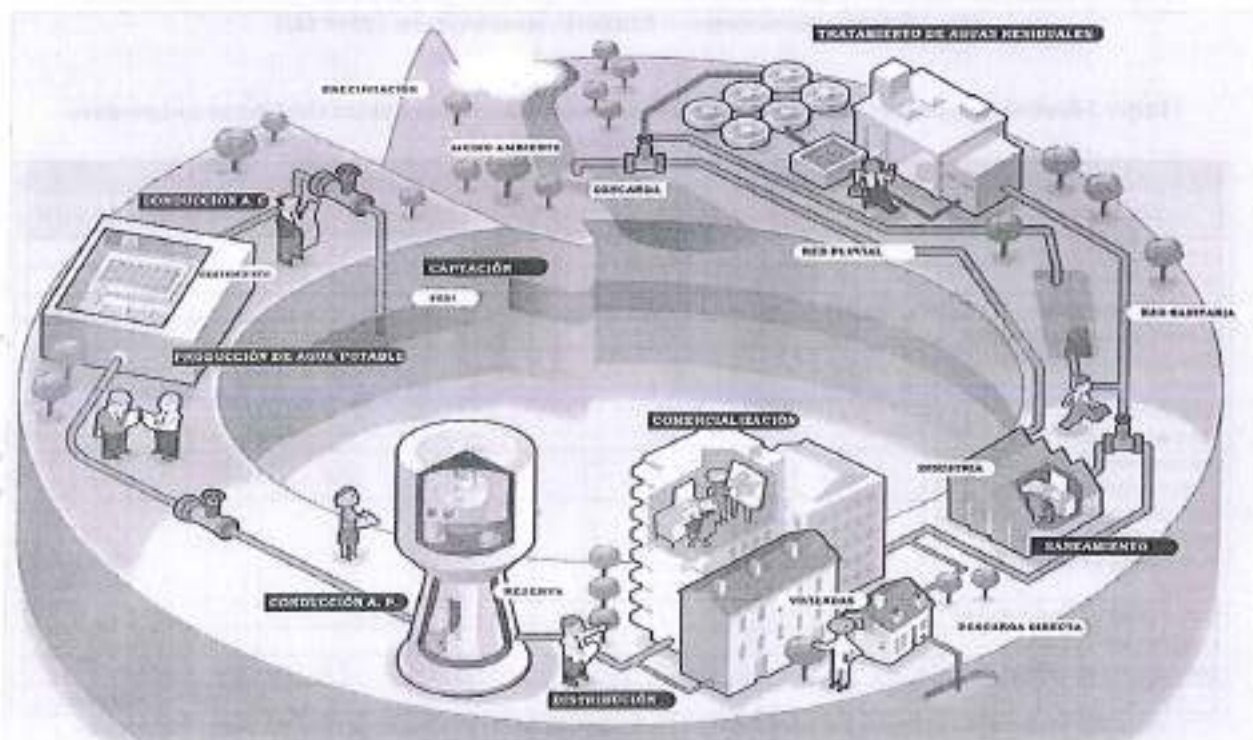 TRATAMIENTO DE AGUAS RESIDUALES
PRECIPITACIÓN
MEDIO AMBIENTE
DESCARGA
CONDUCCIÓN A. C.
RED PLUVIAL
CAPTACIÓN
RED SANITARIA
PRODUCCIÓN DE AGUA POTABLE
COMERCIALIZACIÓN
INDUSTRIA
SANEAMIENTO
RESERVA
CONDUCCIÓN A. P.
VIVIENDAS
DESCARGA DIRECTA
DISTRIBUCIÓN